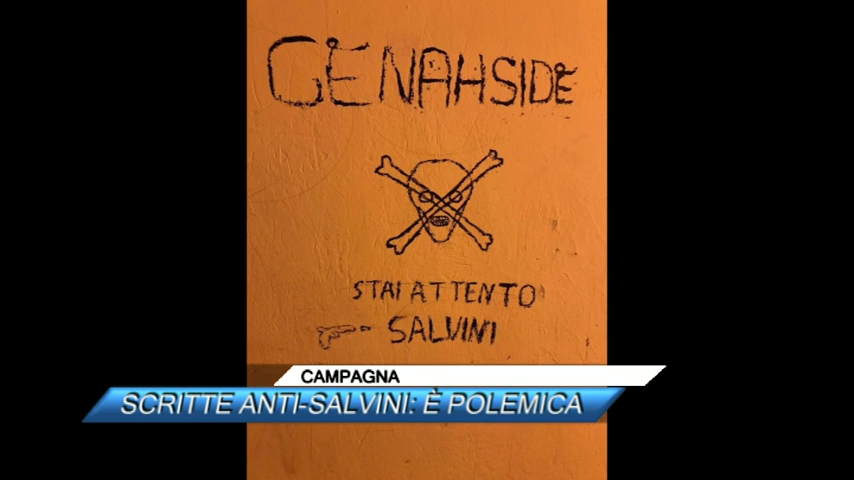 GENAHSIDE
STAI ATTENTO
SALVINI
CAMPAGNA
SCRITTE ANTI-SALVINI: È POLEMICA